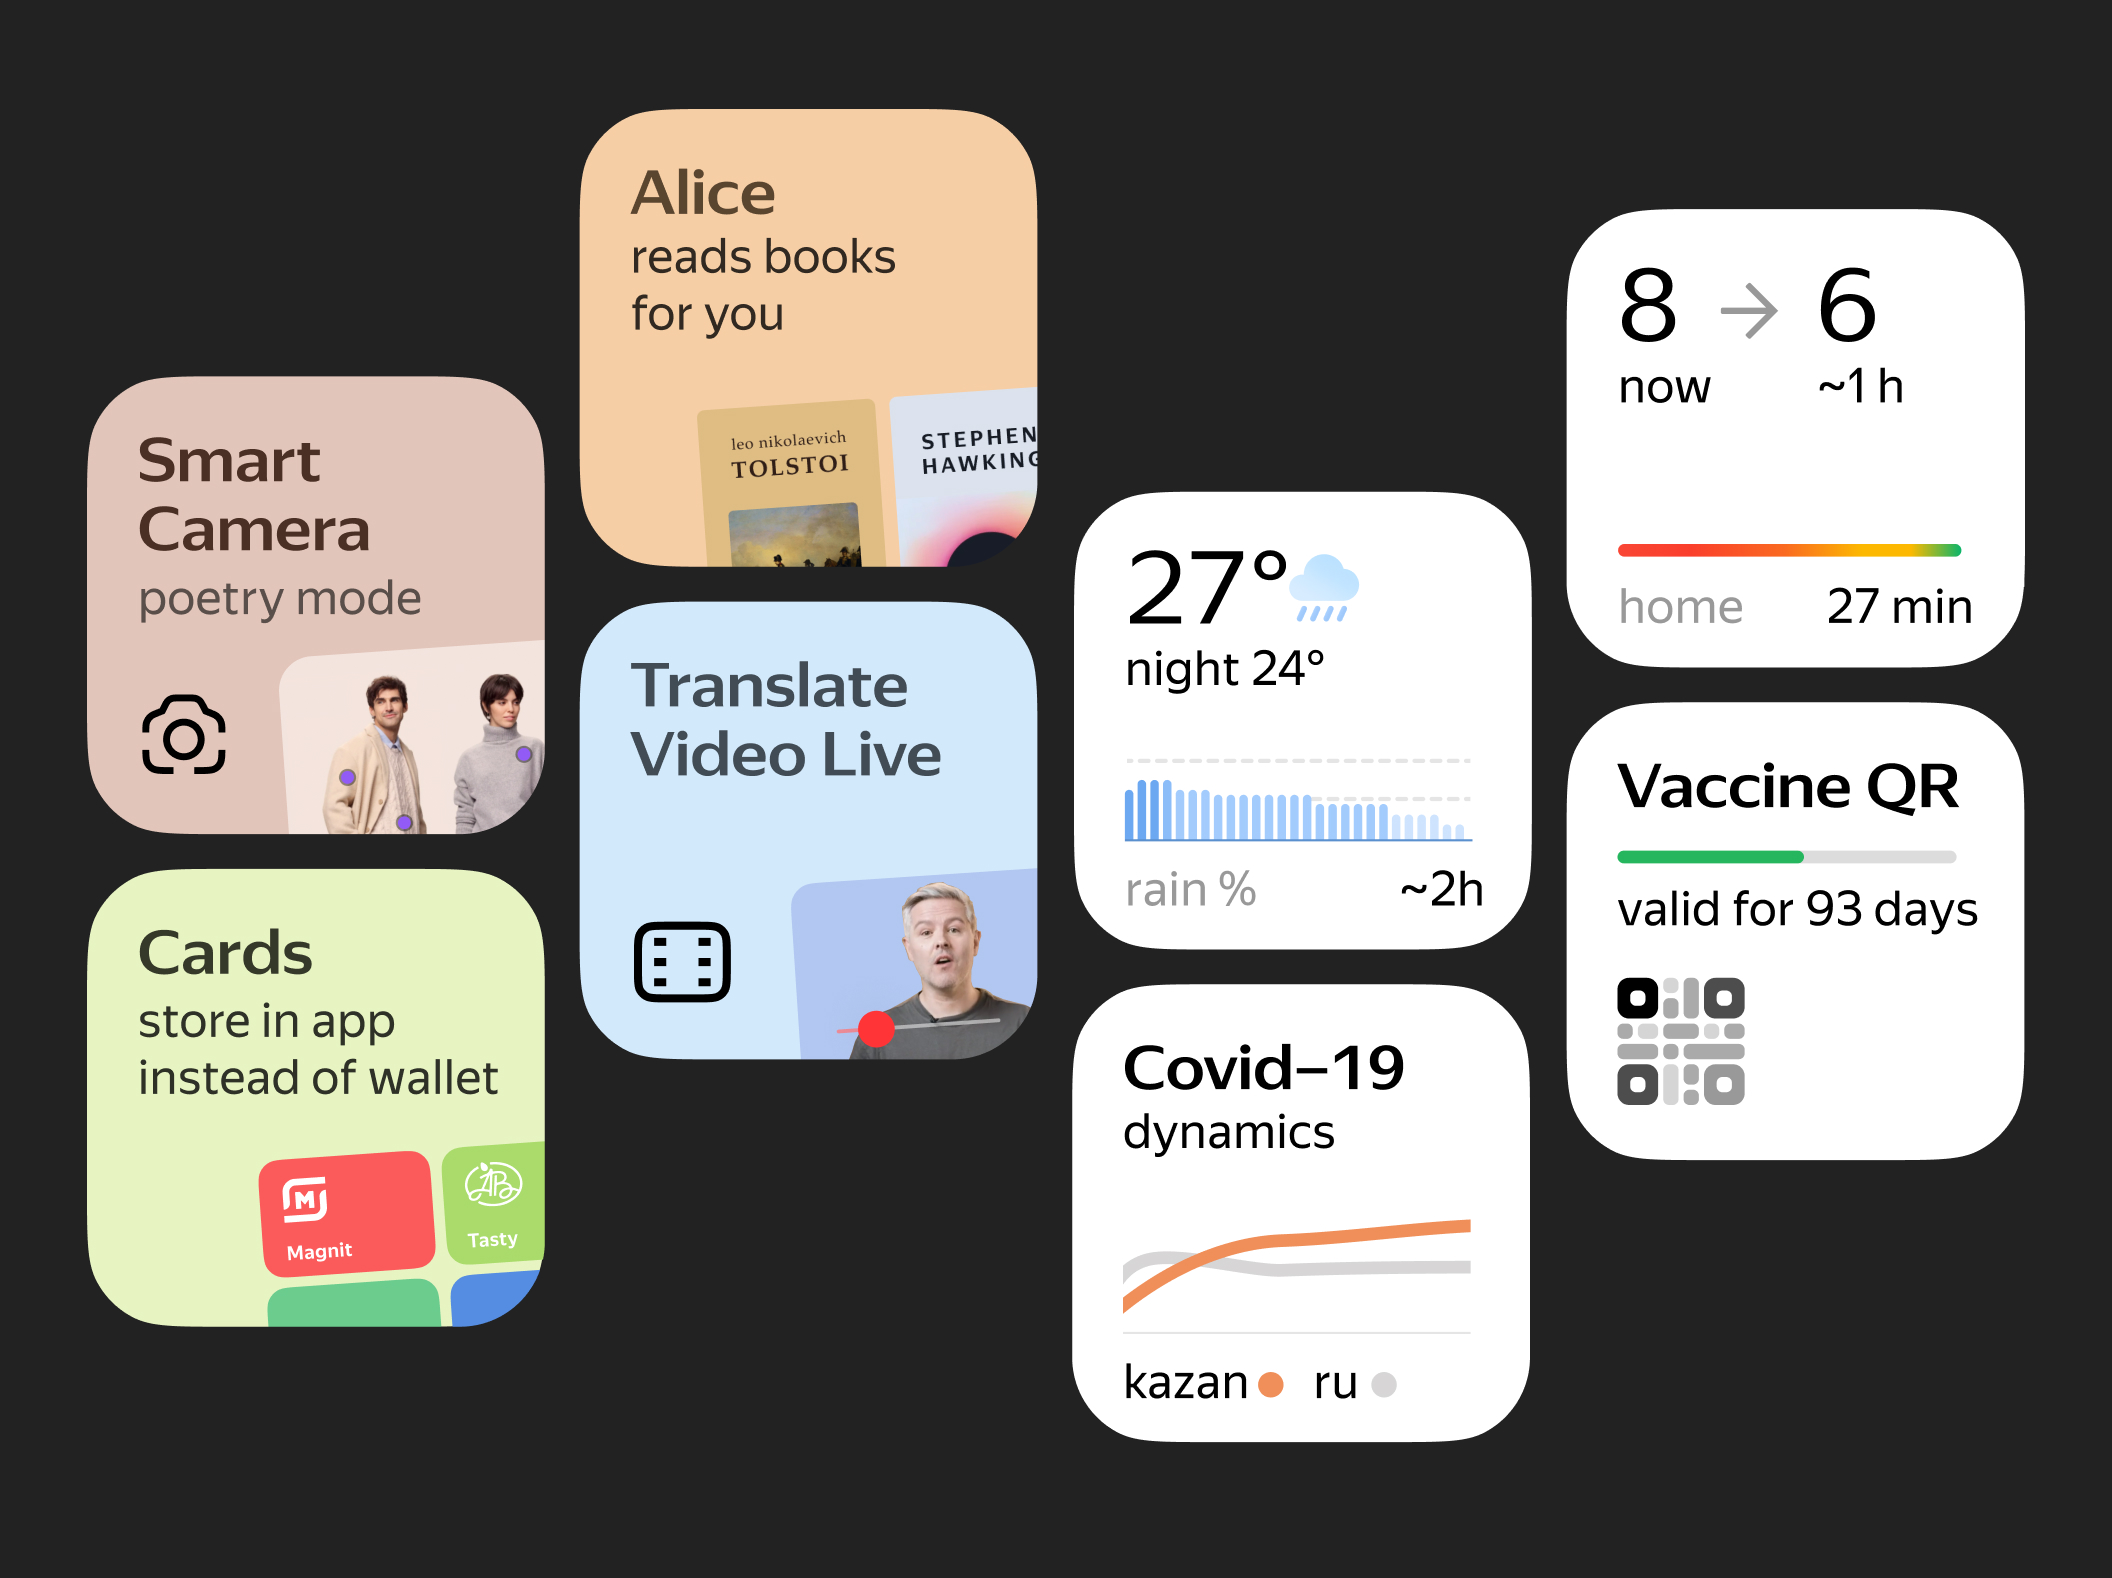 Smart
Camera
poetry mode
Cards
store in app
instead of wallet
M
Magnit
Tasty
Alice
reads books
for you
leo nikolaevich
TOLSTOI
STEPHEN
HAWKING
Translate
Video Live
27°
night 24°
rain % ~2h
Covid–19
dynamics
kazan ru
8 → 6
now ~1 h
home 27 min
Vaccine QR
valid for 93 days